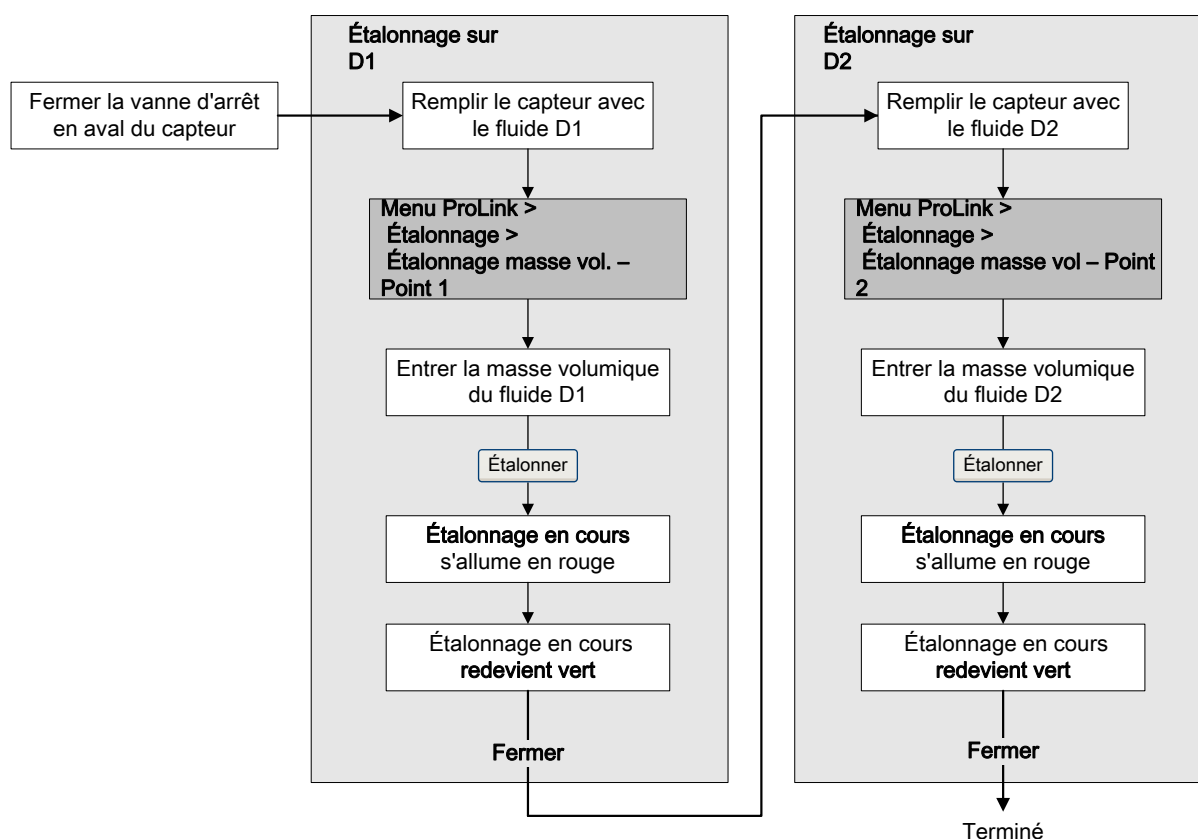 Fermer la vanne d'arrêt
en aval du capteur
Étalonnage sur
D1
Remplir le capteur avec
le fluide D1
Menu ProLink >
Étalonnage >
Étalonnage masse vol. –
Point 1
Entrer la masse volumique
du fluide D1
Étalonner
Étalonnage en cours
s'allume en rouge
Étalonnage en cours
redevient vert
Fermer
Étalonnage sur
D2
Remplir le capteur avec
le fluide D2
Menu ProLink >
Étalonnage >
Étalonnage masse vol – Point
2
Entrer la masse volumique
du fluide D2
Étalonner
Étalonnage en cours
s'allume en rouge
Étalonnage en cours
redevient vert
Fermer
Terminé